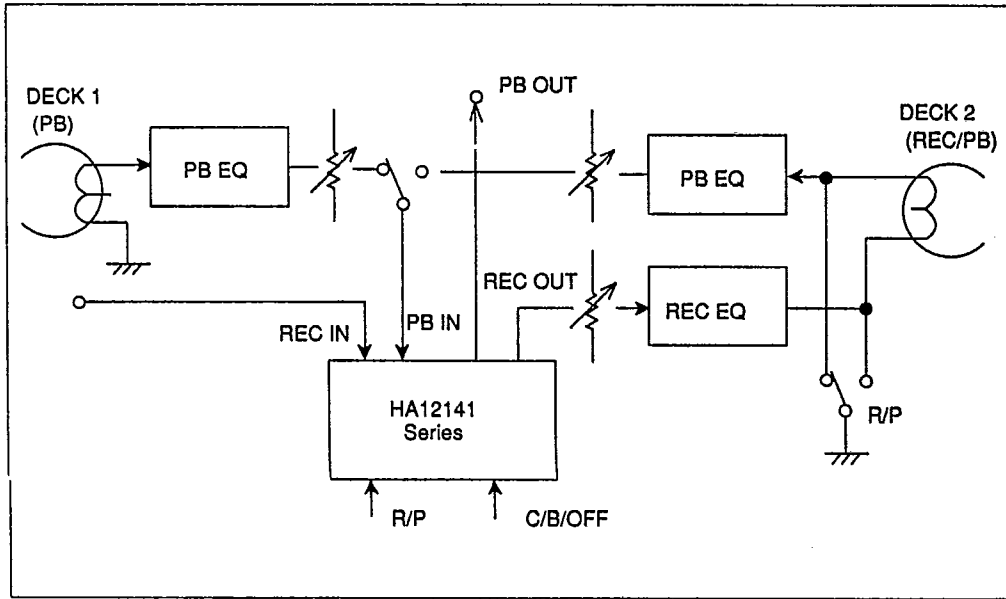 PB OUT
DECK 1
(PB)
DECK 2
(REC/PB)
PB EQ
PB EQ
REC OUT
REC EQ
REC IN
PB IN
HA12141
Series
R/P
R/P
C/B/OFF